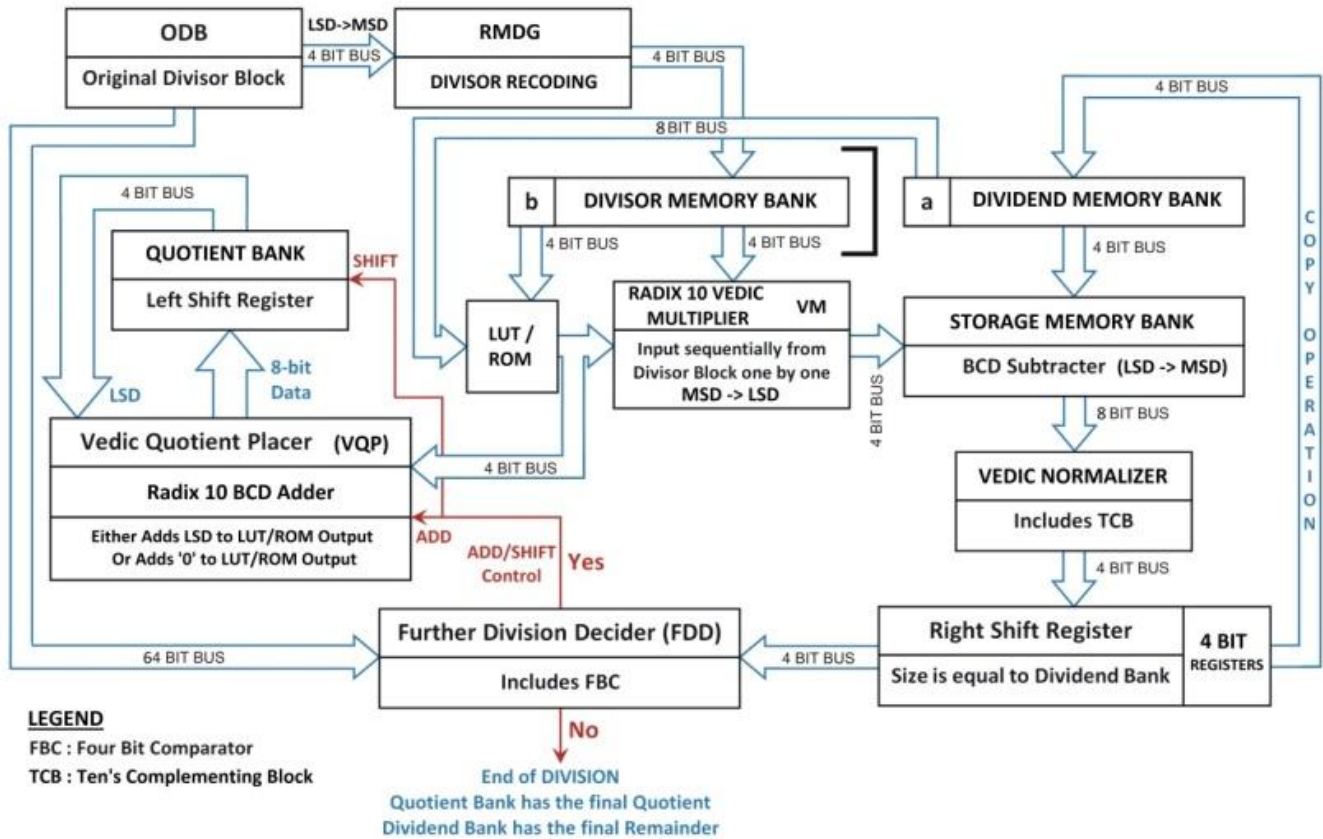 ODB
Original Divisor Block
LSD->MSD
4 BIT BUS
RMDG
DIVISOR RECODING
4 BIT BUS
4 BIT BUS
8 BIT BUS
4 BIT BUS
QUOTIENT BANK
Left Shift Register
SHIFT
b
DIVISOR MEMORY BANK
a
DIVIDEND MEMORY BANK
4 BIT BUS
4 BIT BUS
4 BIT BUS
LUT /
ROM
RADIX 10 VEDIC
MULTIPLIER
VM
Input sequentially from
Divisor Block one by one
MSD -> LSD
4 BIT BUS
STORAGE MEMORY BANK
BCD Subtracter (LSD -> MSD)
8 BIT BUS
COPY OPERATION
LSD
8-bit
Data
Vedic Quotient Placer (VQP)
Radix 10 BCD Adder
Either Adds LSD to LUT/ROM Output
Or Adds '0' to LUT/ROM Output
4 BIT BUS
ADD
ADD/SHIFT
Control
Yes
VEDIC NORMALIZER
Includes TCB
4 BIT BUS
Further Division Decider (FDD)
Includes FBC
64 BIT BUS
4 BIT BUS
Right Shift Register
Size is equal to Dividend Bank
4 BIT
REGISTERS
No
End of DIVISION
Quotient Bank has the final Quotient
Dividend Bank has the final Remainder
LEGEND
FBC : Four Bit Comparator
TCB : Ten's Complementing Block